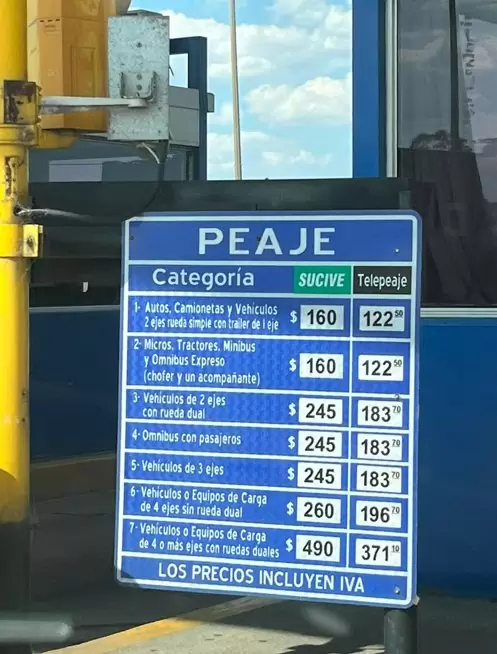 PEAJE
Categoría SUCIVE Telepeaje
1- Autos, Camionetas y Vehículos
2 ejes rueda simple con trailer de 1 eje $ 160 122 50
2- Micros, Tractores, Minibus
y Omnibus Expreso
(chofer y un acompañante) $ 160 122 50
3- Vehículos de 2 ejes
con rueda dual $ 245 183 70
4- Omnibus con pasajeros $ 245 183 70
5- Vehículos de 3 ejes $ 245 183 70
6- Vehículos o Equipos de Carga
de 4 ejes sin rueda dual $ 260 196 70
7- Vehículos o Equipos de Carga
de 4 o más ejes con ruedas duales $ 490 371 10
LOS PRECIOS INCLUYEN IVA